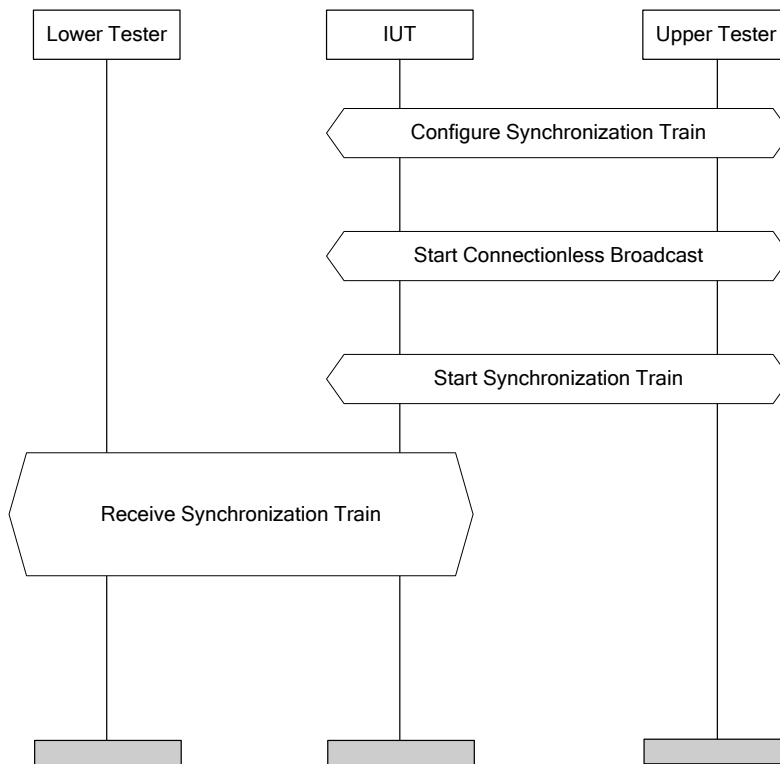 Lower Tester
IUT
Upper Tester
Configure Synchronization Train
Start Connectionless Broadcast
Start Synchronization Train
Receive Synchronization Train